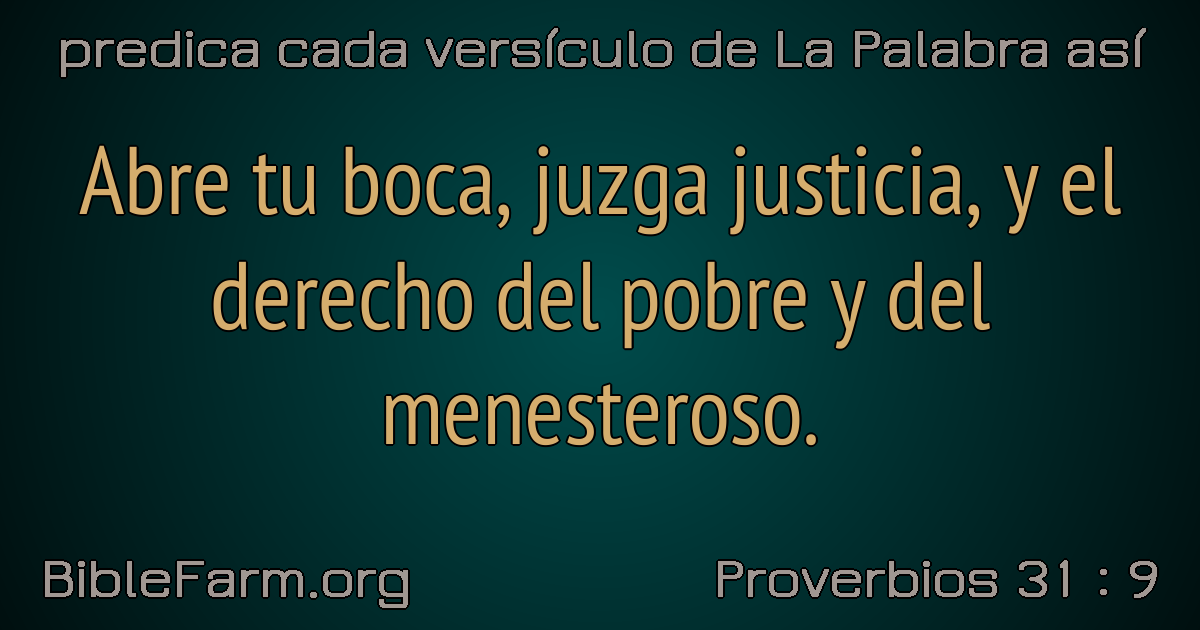 predica cada versículo de La Palabra así
Abre tu boca, juzga justicia, y el
derecho del pobre y del
menesteroso.
BibleFarm.org
Proverbios 31 : 9